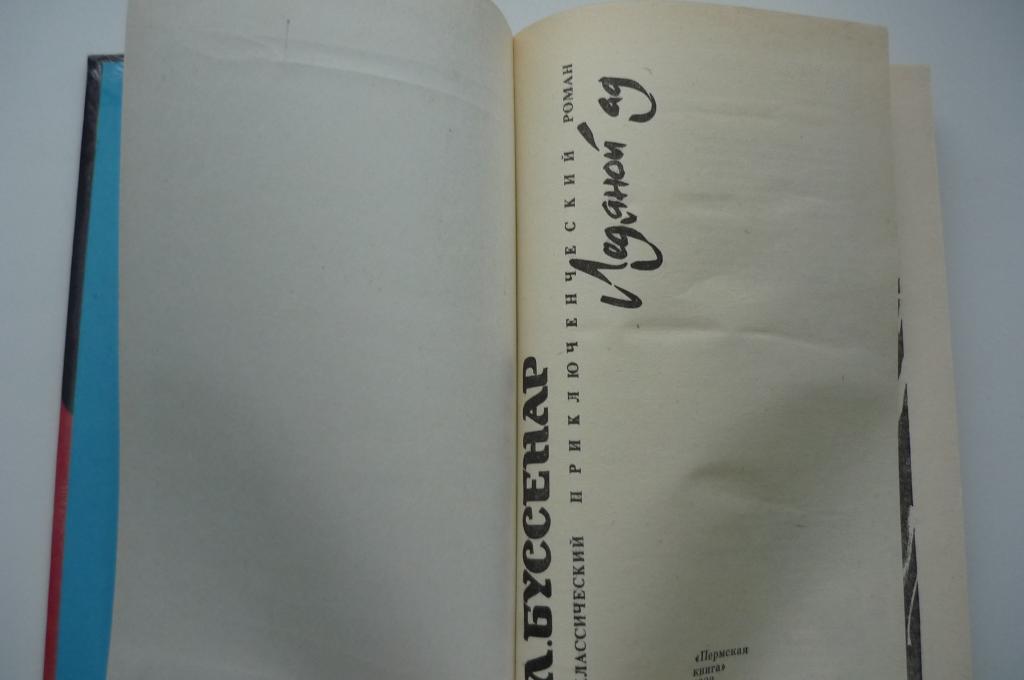 Л.БУССЕНАР
КЛАССИЧЕСКИЙ ПРИКЛЮЧЕНЧЕСКИЙ РОМАН
Ледяной ад
«Пермская
книга»